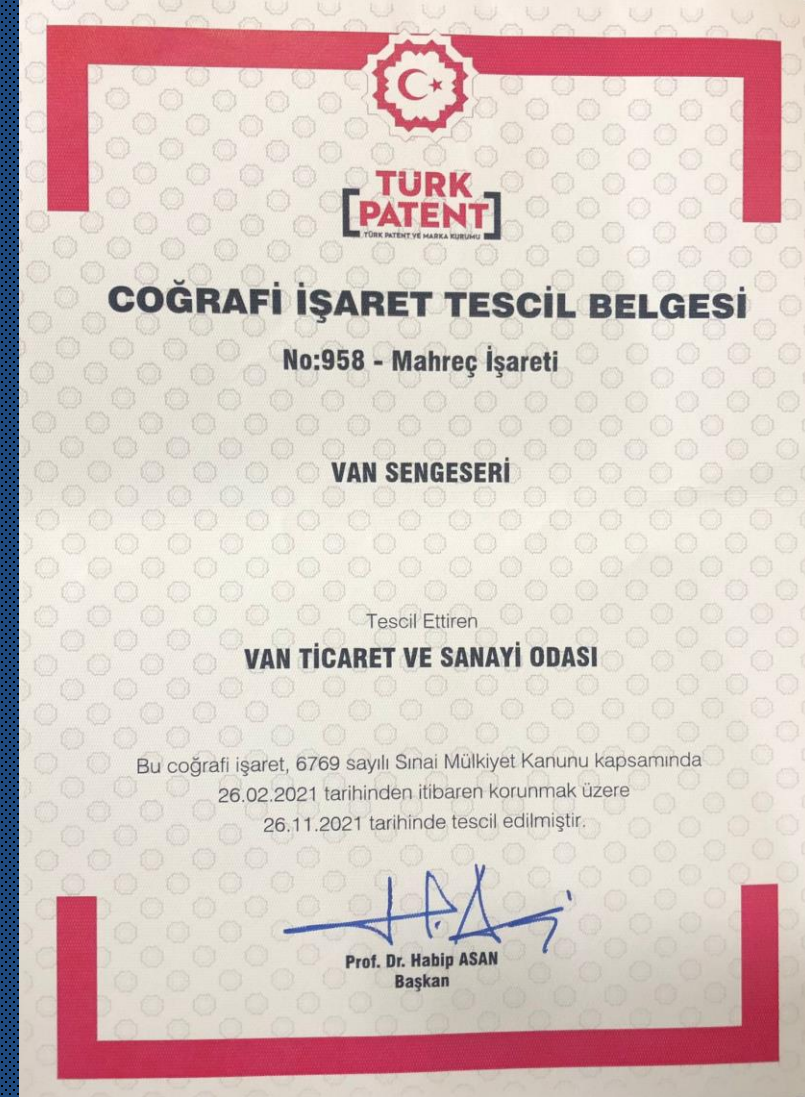 TÜRK
PATENT
TÜRK PATENT VE MARKA KURUMU
COĞRAFİ İŞARET TESCİL BELGESİ
No:958 - Mahreç İşareti
VAN SENGESERİ
Tescil Ettiren
VAN TİCARET VE SANAYİ ODASI
Bu coğrafi işaret, 6769 sayılı Sınai Mülkiyet Kanunu kapsamında
26.02.2021 tarihinden itibaren korunmak üzere
26.11.2021 tarihinde tescil edilmiştir.
Prof. Dr. Habip ASAN
Başkan